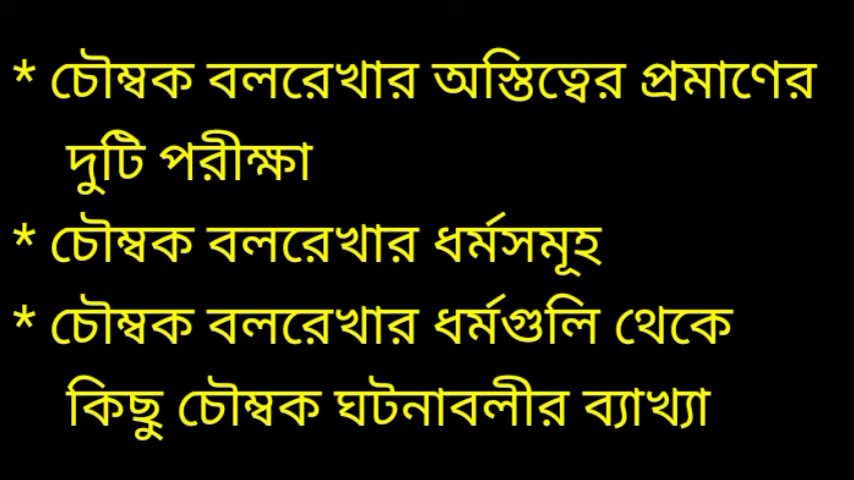 * চৌম্বক বলরেখার অস্তিত্বের প্রমাণের
দুটি পরীক্ষা
* চৌম্বক বলরেখার ধর্মসমূহ
* চৌম্বক বলরেখার ধর্মগুলি থেকে
কিছু চৌম্বক ঘটনাবলীর ব্যাখ্যা